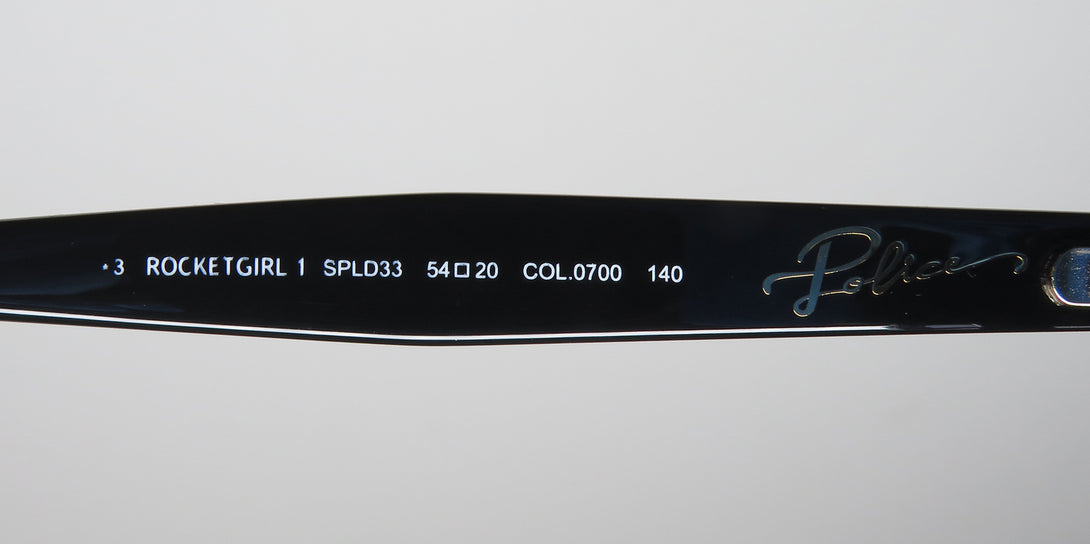 *3 ROCKETGIRL 1 SPLD33 54□20 COL.0700 140 Police